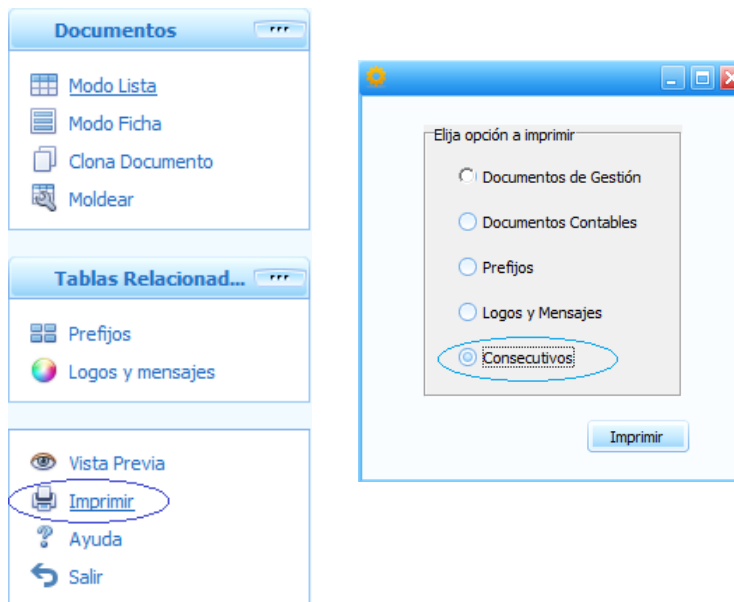 Documentos
Modo Lista
Modo Ficha
Clona Documento
Moldear
Tablas Relacionad...
Prefijos
Logos y mensajes
Vista Previa
Imprimir
Ayuda
Salir
Elija opción a imprimir
Documentos de Gestión
Documentos Contables
Prefijos
Logos y Mensajes
Consecutivos
Imprimir